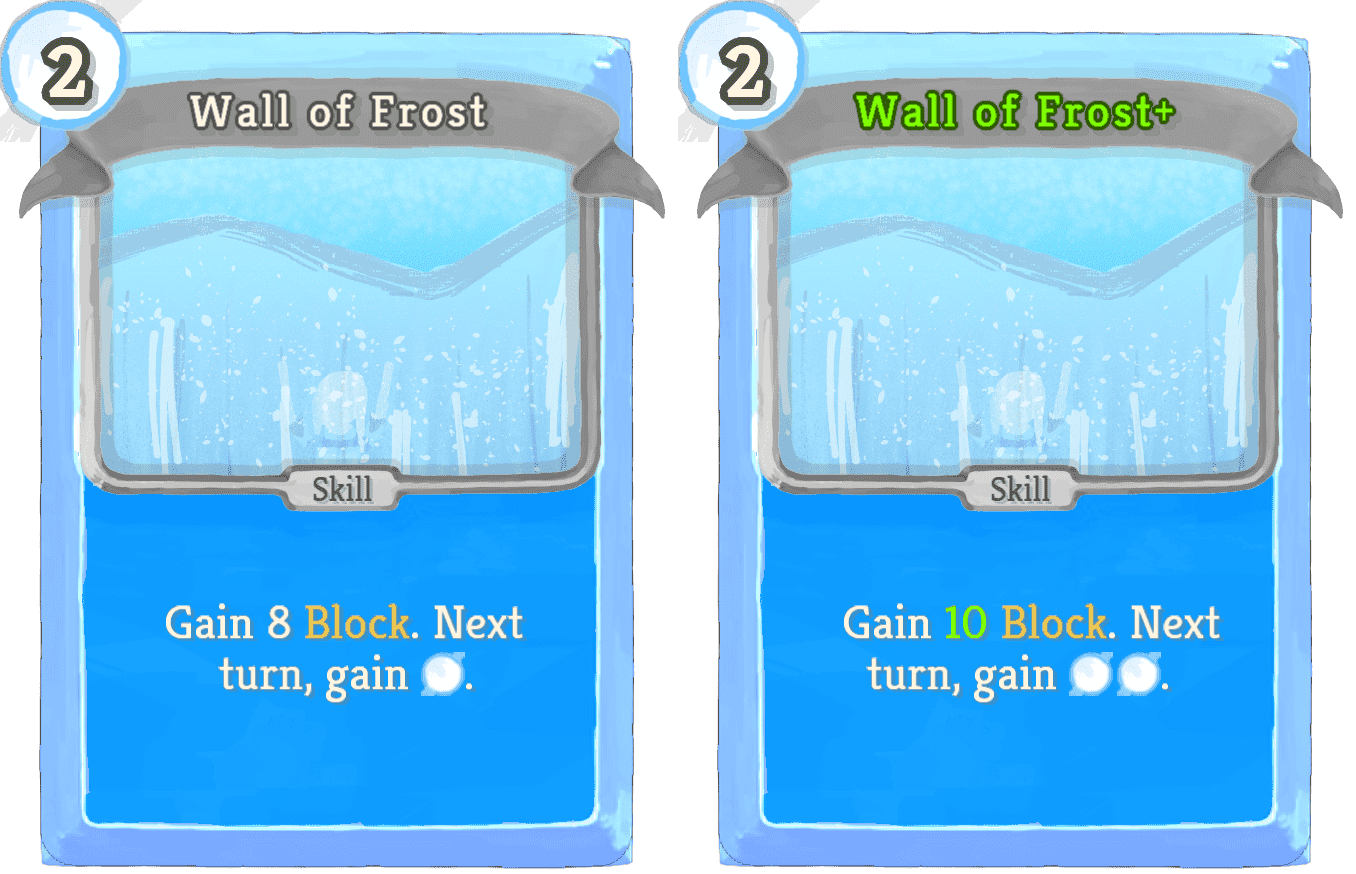 2
Wall of Frost
Skill
Gain 8 Block. Next
turn, gain .
2
Wall of Frost+
Skill
Gain 10 Block. Next
turn, gain .